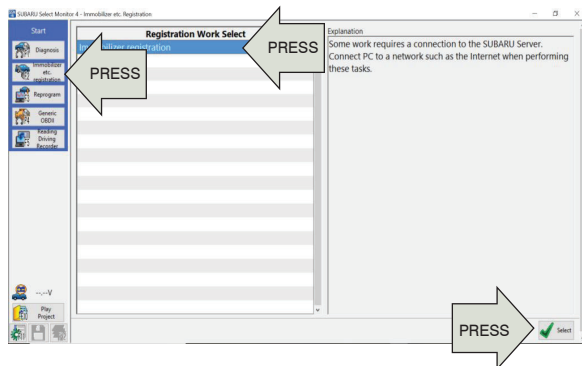 SUBARU Select Monitor 4 - Immobilizer etc. Registration
Start
Diagnosis
Immobilizer
etc.
registration
Reprogram
Generic
OBDII
Reading
Driving
Recorder
--.--V
Play
Project
Registration Work Select
Immobilizer registration
PRESS
PRESS
Explanation
Some work requires a connection to the SUBARU Server.
Connect PC to a network such as the Internet when performing
these tasks.
PRESS
Select